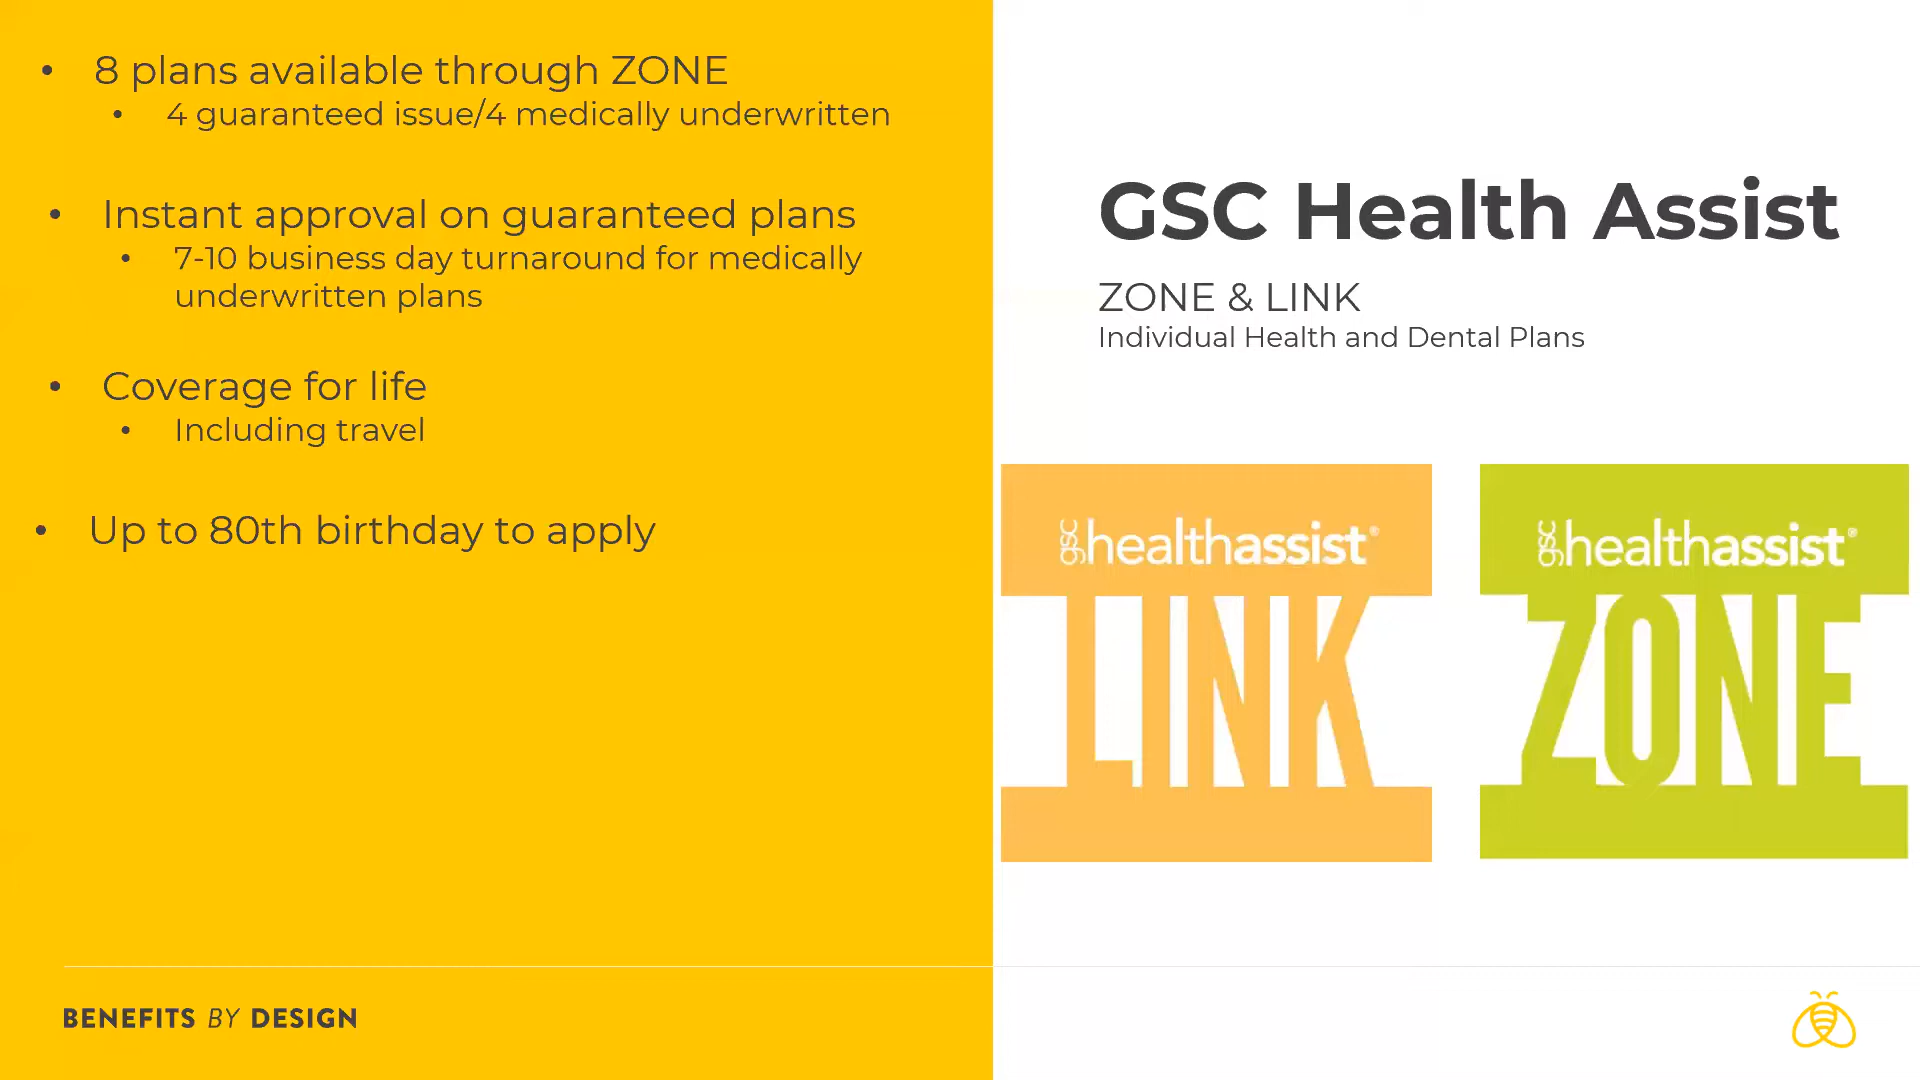 • 8 plans available through ZONE
• 4 guaranteed issue/4 medically underwritten
• Instant approval on guaranteed plans
• 7-10 business day turnaround for medically
underwritten plans
• Coverage for life
• Including travel
• Up to 80th birthday to apply
GSC Health Assist
ZONE & LINK
Individual Health and Dental Plans
gsc healthassist®
LINK
gsc healthassist®
ZONE
BENEFITS BY DESIGN